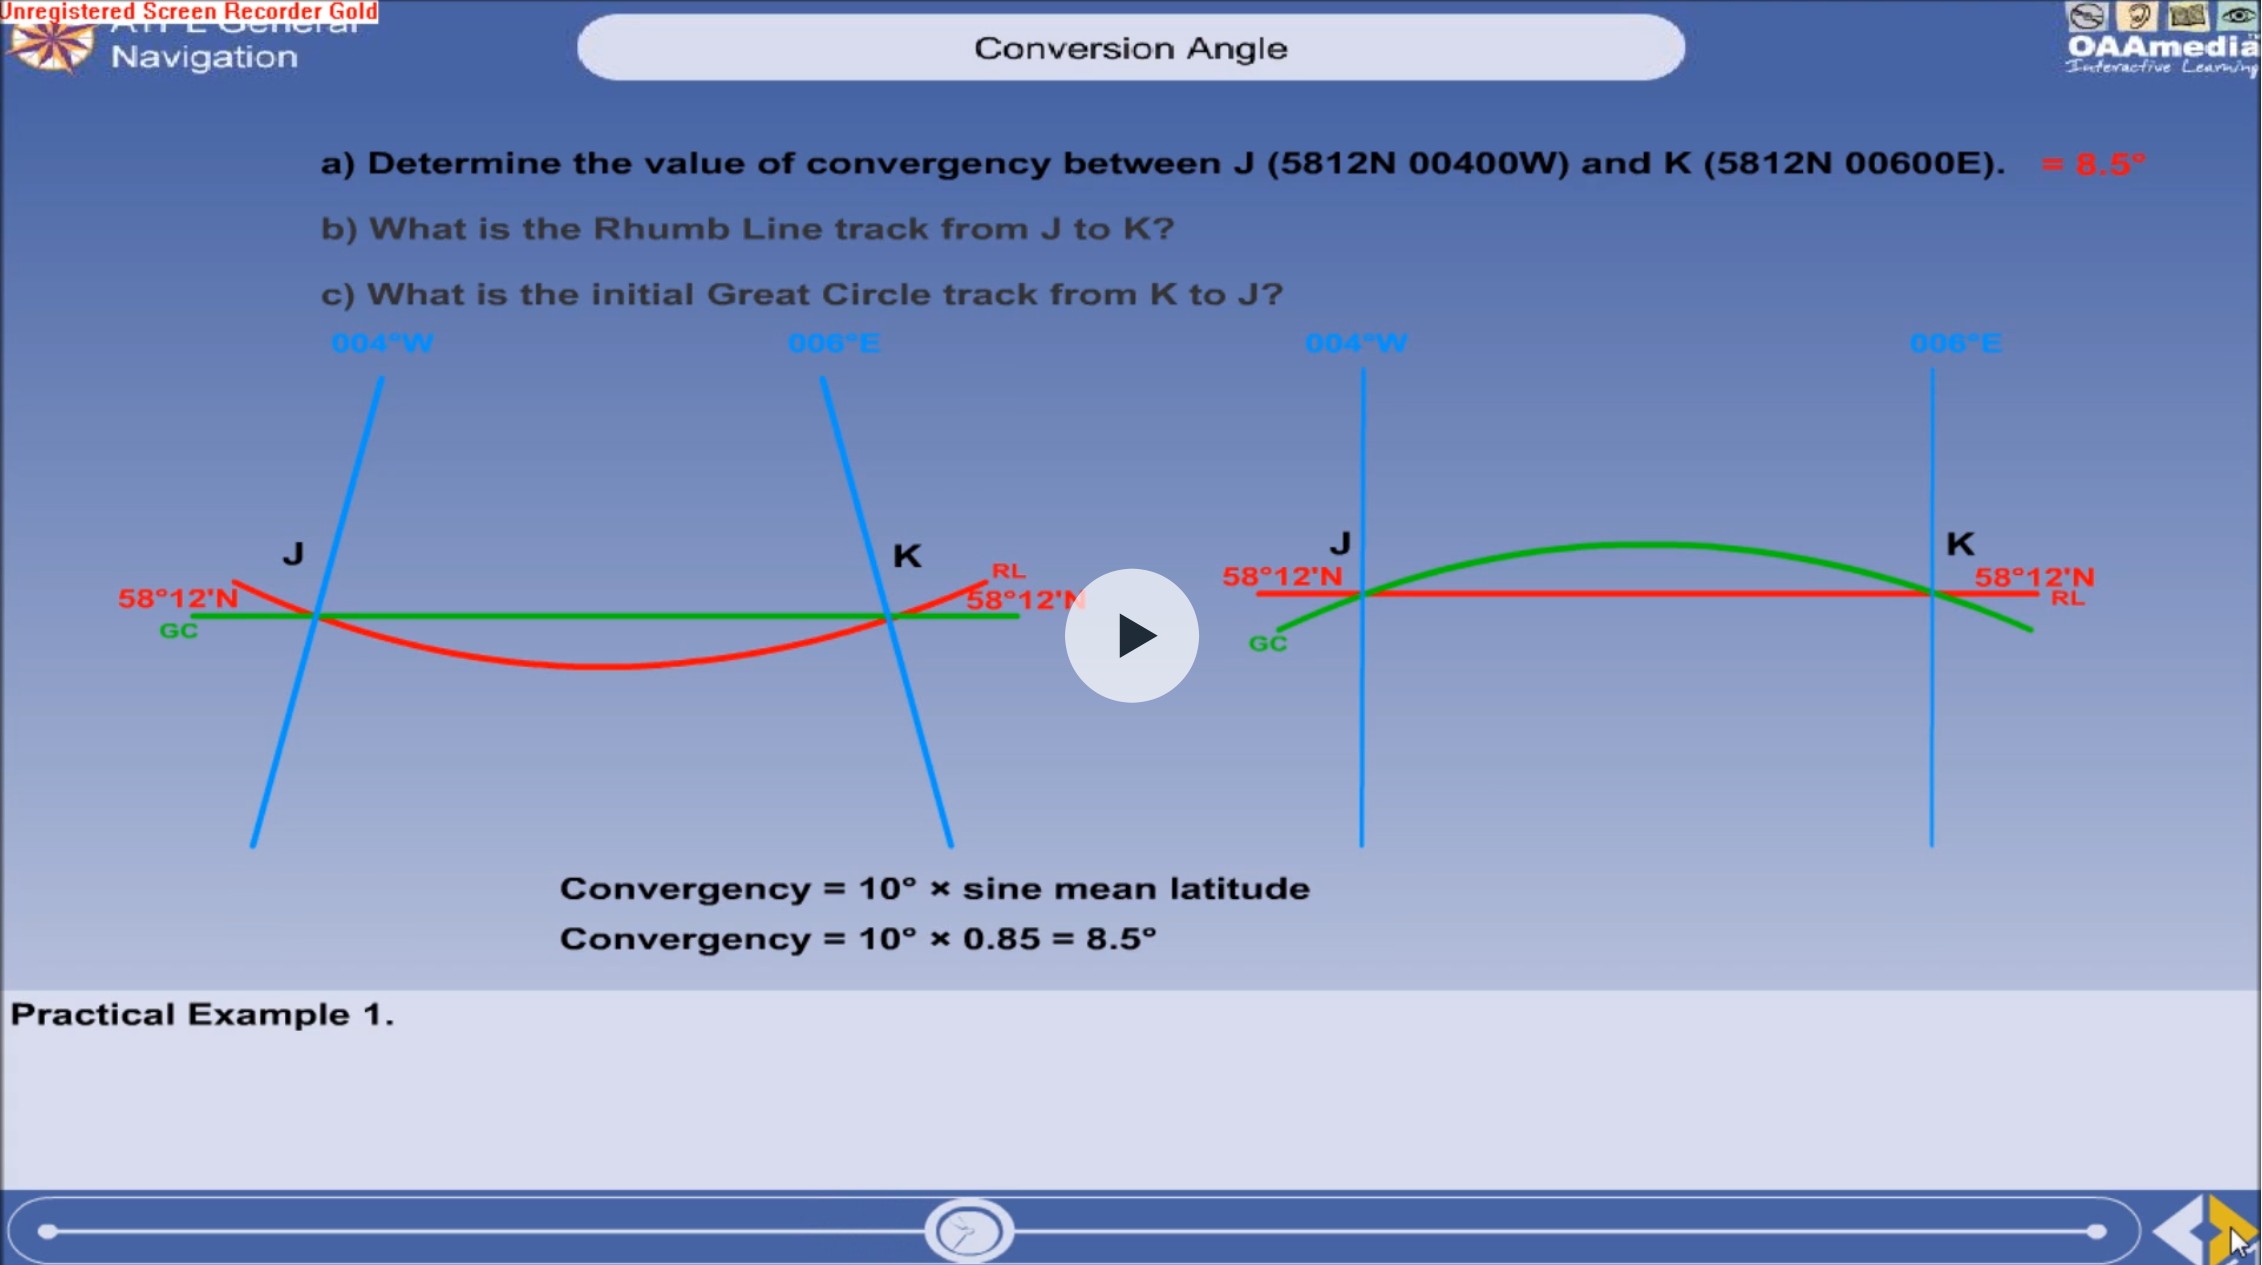 Unregistered Screen Recorder Gold
ATPL General
Navigation
Conversion Angle
OAAmedia
Interactive Learning
a) Determine the value of convergency between J (5812N 00400W) and K (5812N 00600E). = 8.5°
b) What is the Rhumb Line track from J to K?
c) What is the initial Great Circle track from K to J?
004°W 006°E 004°W 006°E
J K J K
58°12'N RL 58°12'N 58°12'N 58°12'N
GC RL
GC
Convergency = 10° × sine mean latitude
Convergency = 10° × 0.85 = 8.5°
Practical Example 1.